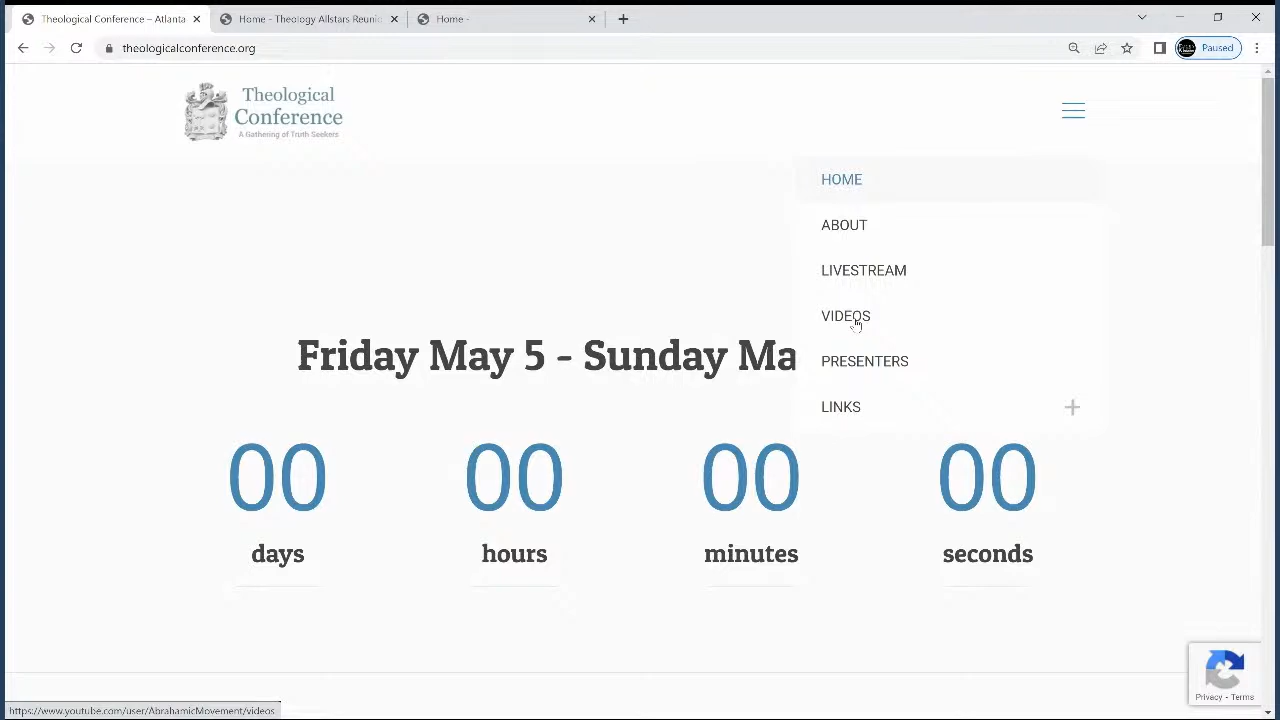 Theological Conference – Atlanta
Home - Theology Allstars Reunio
Home -
theologicalconference.org
Paused
Theological
Conference
A Gathering of Truth Seekers
HOME
ABOUT
LIVESTREAM
VIDEOS
PRESENTERS
LINKS
Friday May 5 - Sunday Ma
00
00
00
00
days
hours
minutes
seconds
Privacy - Terms
https://www.youtube.com/user/AbrahamicMovement/videos